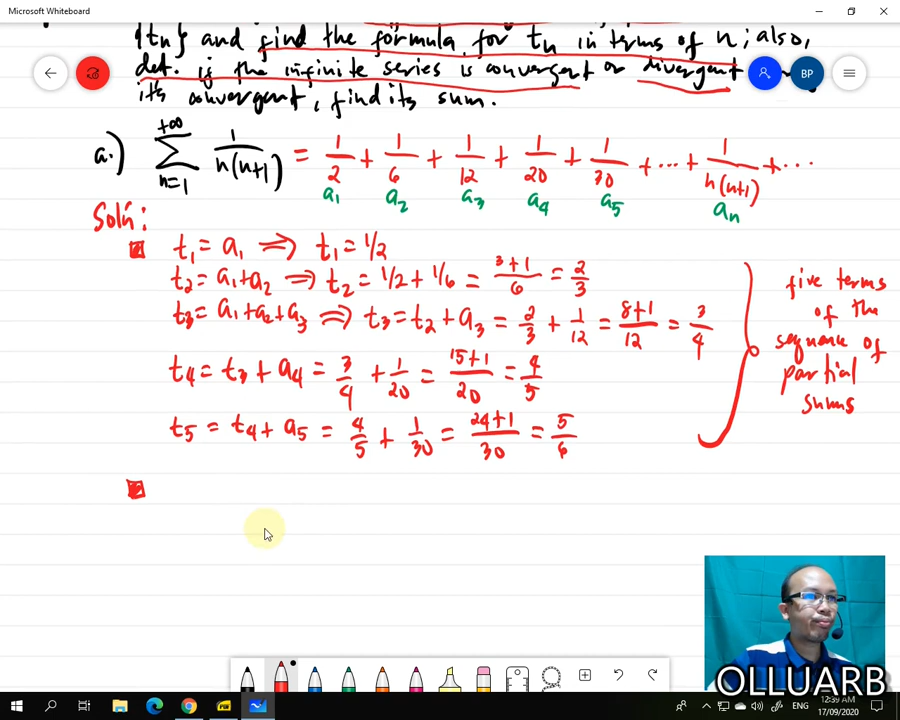 Microsoft Whiteboard
{tn} and find the formula for tn in terms of n; also,
det. if the infinite series is convergent or divergent
its convergent, find its sum.
BP
a.) +∞ Σ n=1 1/n(n+1) = 1/2 + 1/6 + 1/12 + 1/20 + 1/30 + ... + 1/n(n+1) + ...
a1 a2 a3 a4 a5 an
Soln:
t1 = a1 ⟹ t1 = 1/2
t2 = a1+a2 ⟹ t2 = 1/2 + 1/6 = 3+1/6 = 2/3
t3 = a1+a2+a3 ⟹ t3 = t2 + a3 = 2/3 + 1/12 = 8+1/12 = 3/4
t4 = t3 + a4 = 3/4 + 1/20 = 15+1/20 = 4/5
t5 = t4 + a5 = 4/5 + 1/30 = 24+1/30 = 5/6
five terms
of the
sequence of
partial
sums
OLLUARB
ENG
12:39 AM
17/09/2020